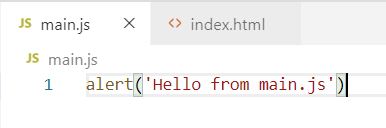 JS main.js × <> index.html
JS main.js
1 alert('Hello from main.js')